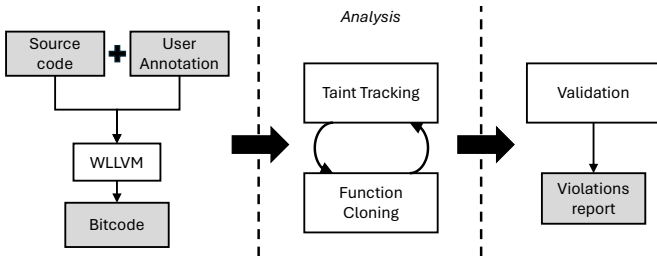 Analysis
Source
code
User
Annotation
WLLVM
Bitcode
Taint Tracking
Function
Cloning
Validation
Violations
report